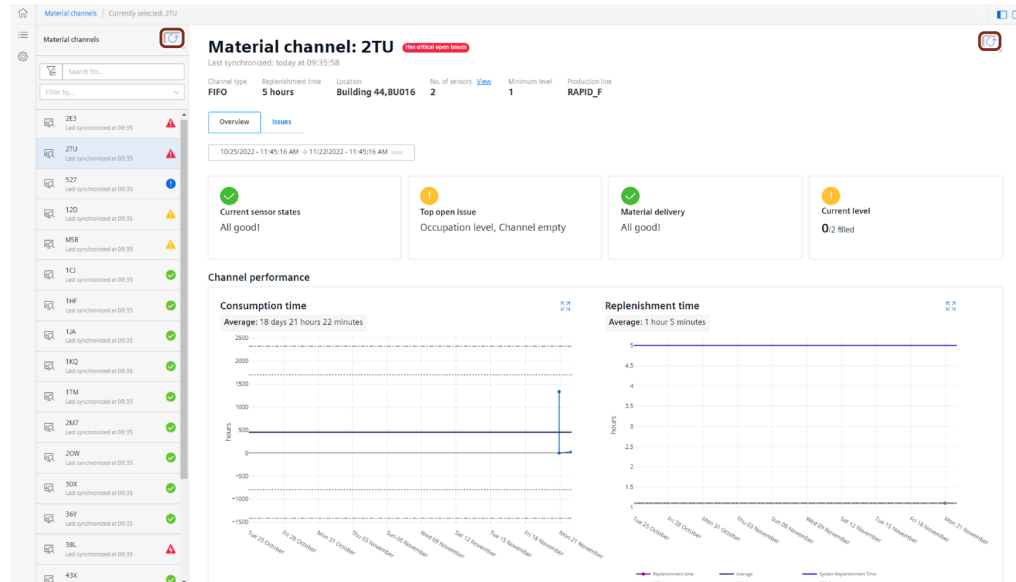 Material channels / Currently selected: 2TU
Material channels
Search for...
Filter by...
2E3
Last synchronized at 09:35
2TU
Last synchronized at 09:35
527
Last synchronized at 09:35
12D
Last synchronized at 09:35
MSB
Last synchronized at 09:35
1CJ
Last synchronized at 09:35
1HF
Last synchronized at 09:35
1JA
Last synchronized at 09:35
1KQ
Last synchronized at 09:35
1TM
Last synchronized at 09:35
2M7
Last synchronized at 09:35
2OW
Last synchronized at 09:35
30X
Last synchronized at 09:35
36Y
Last synchronized at 09:35
38L
Last synchronized at 09:35
43X
Material channel: 2TU Has critical open issues
Last synchronized: today at 09:35:58
Channel type Replenishment time Location No. of sensors View Minimum level Production line
FIFO 5 hours Building 44,BU016 2 1 RAPID_F
Overview Issues
10/25/2022 - 11:45:16 AM → 11/22/2022 - 11:45:16 AM
Current sensor states
All good!
Top open issue
Occupation level, Channel empty
Material delivery
All good!
Current level
0/2 filled
Channel performance
Consumption time
Average: 18 days 21 hours 22 minutes
2500
2000
1500
1000
500
0
−500
−1000
−1500
hours
Tue 25 October
Fri 28 October
Mon 31 October
Thu 03 November
Sun 06 November
Wed 09 November
Sat 12 November
Tue 15 November
Fri 18 November
Mon 21 November
Replenishment time
Average: 1 hour 5 minutes
5
4.5
4
3.5
3
2.5
2
1.5
1
hours
Tue 25 October
Fri 28 October
Mon 31 October
Thu 03 November
Sun 06 November
Wed 09 November
Sat 12 November
Tue 15 November
Fri 18 November
Mon 21 November
Replenishment time Average System Replenishment Time